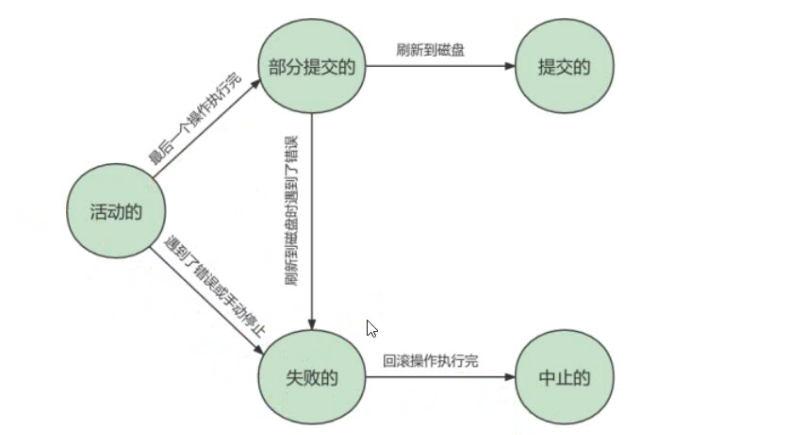 部分提交的
刷新到磁盘
提交的
最后一个操作执行完
刷新到磁盘时遇到了错误
活动的
遇到了错误或手动停止
失败的
回滚操作执行完
中止的